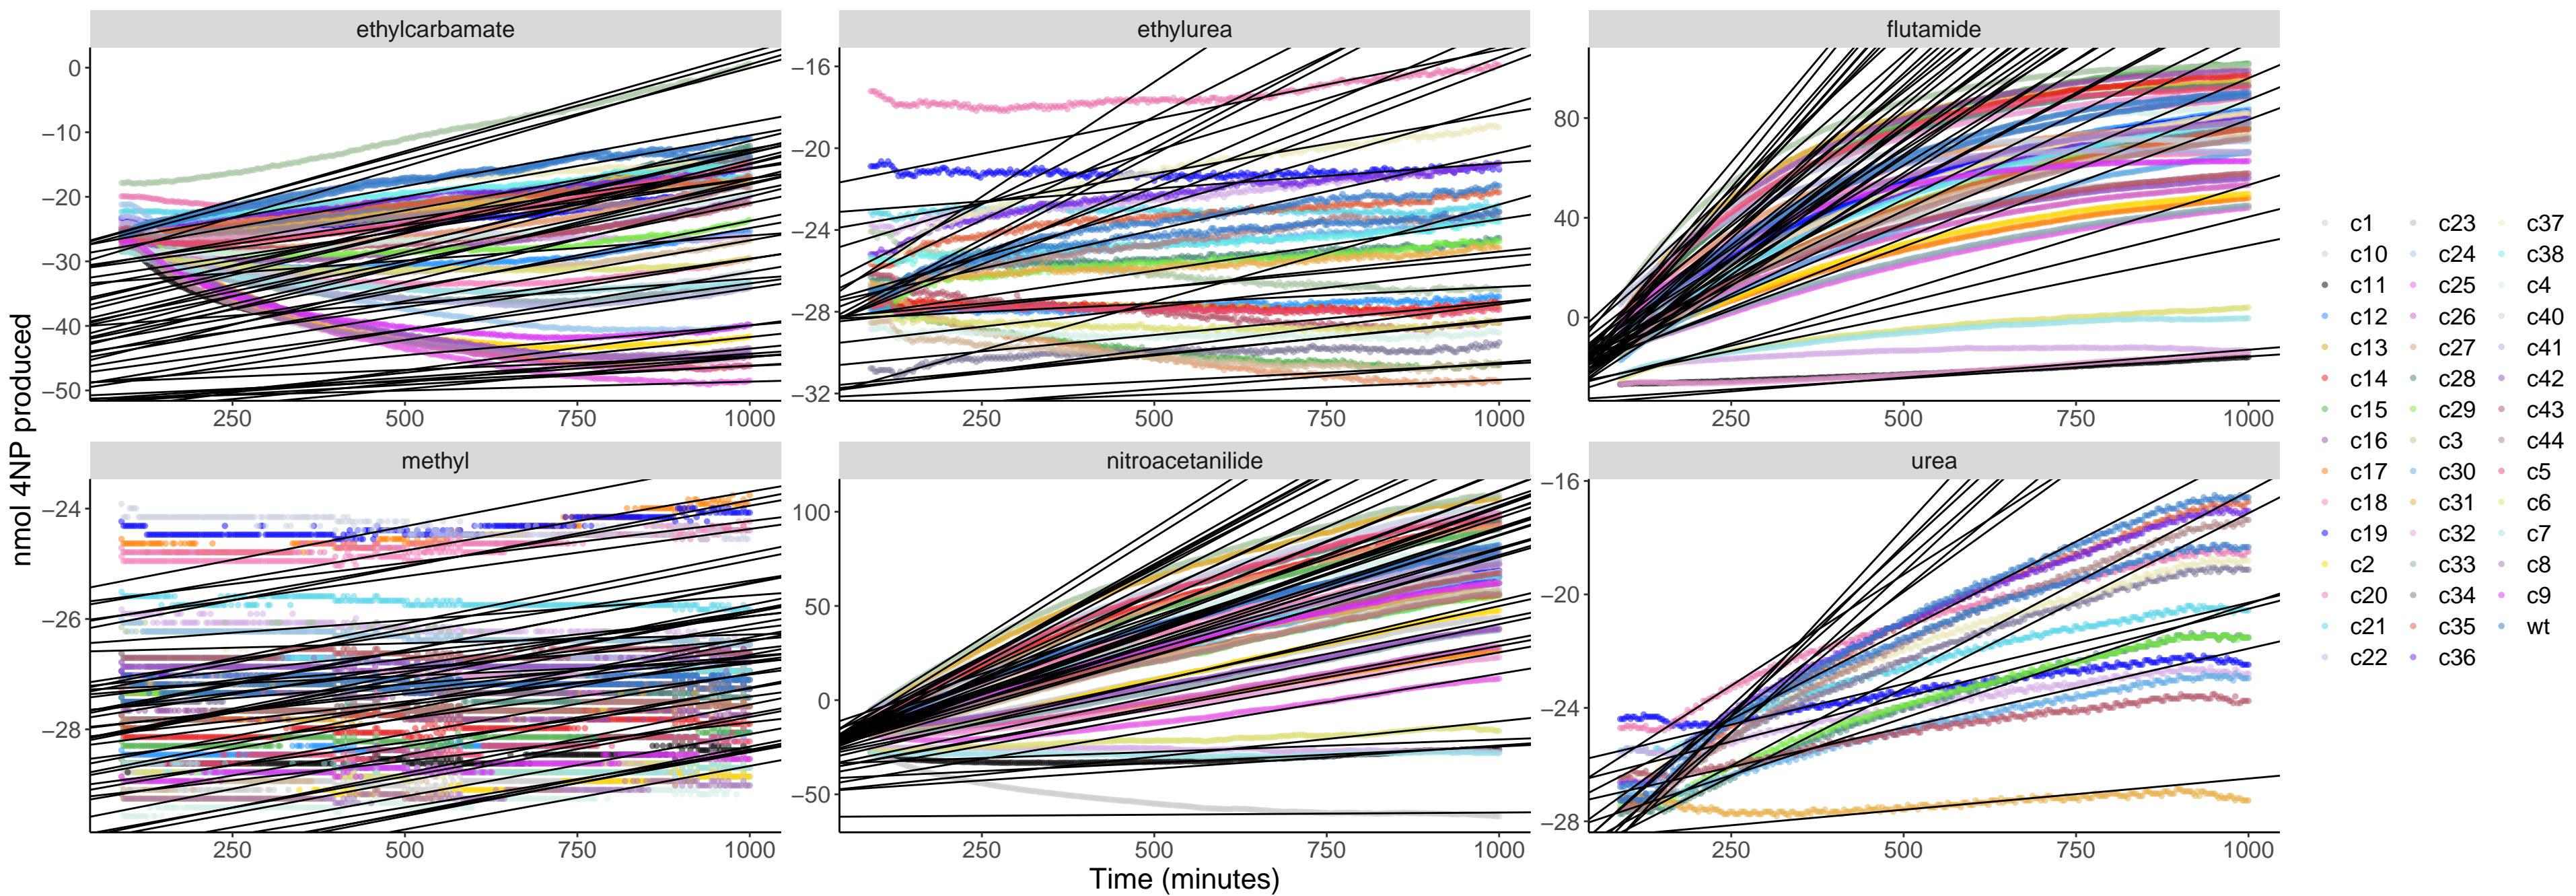 ethylcarbamate
ethylurea
flutamide
0
−10
−20
−30
−40
−50
250 500 750 1000
−16
−20
−24
−28
−32
250 500 750 1000
80
40
0
250 500 750 1000
methyl
nitroacetanilide
urea
−24
−26
−28
250 500 750 1000
100
50
0
−50
250 500 750 1000
−16
−20
−24
−28
250 500 750 1000
nmol 4NP produced
Time (minutes)
c1 c23 c37
c10 c24 c38
c11 c25 c4
c12 c26 c40
c13 c27 c41
c14 c28 c42
c15 c29 c43
c16 c3 c44
c17 c30 c5
c18 c31 c6
c19 c32 c7
c2 c33 c8
c20 c34 c9
c21 c35 wt
c22 c36